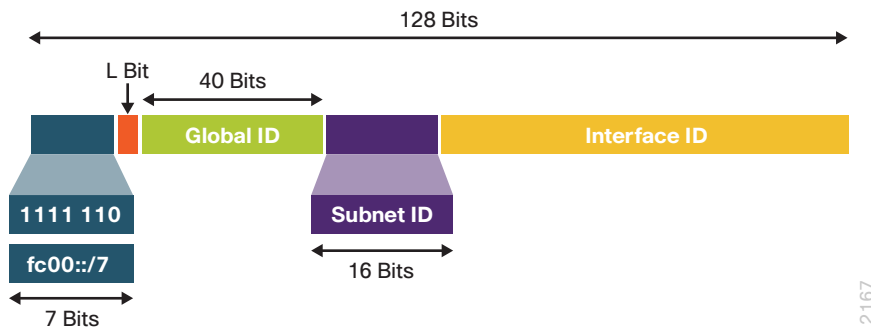 128 Bits
L Bit
40 Bits
Global ID
Interface ID
1111 110
Subnet ID
fc00::/7
16 Bits
7 Bits
2167